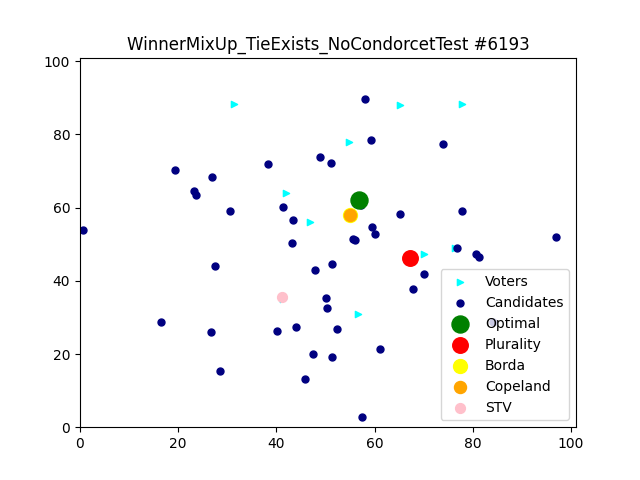 WinnerMixUp_TieExists_NoCondorcetTest #6193
100
80
60
40
20
0
Voters
Candidates
Optimal
Plurality
Borda
Copeland
STV
0 20 40 60 80 100